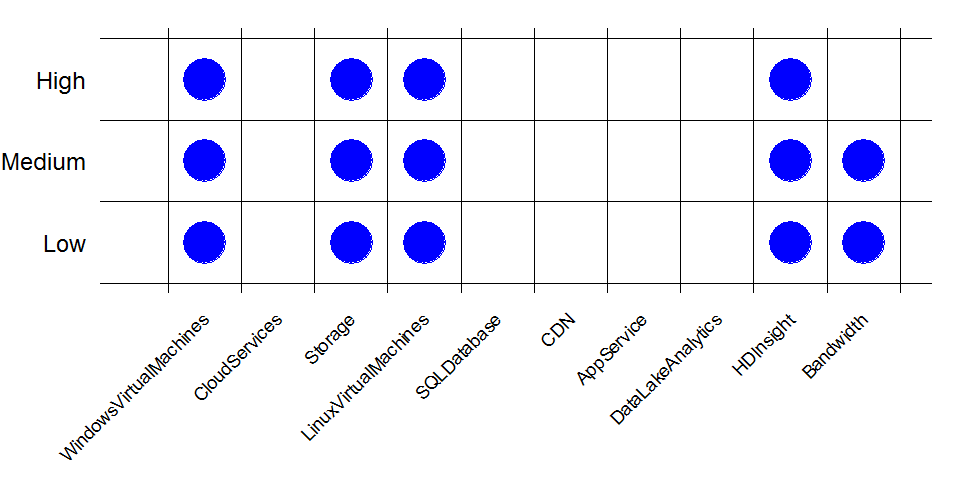 High
Medium
Low
WindowsVirtualMachines
CloudServices
Storage
LinuxVirtualMachines
SQLDatabase
CDN
AppService
DataLakeAnalytics
HDInsight
Bandwidth